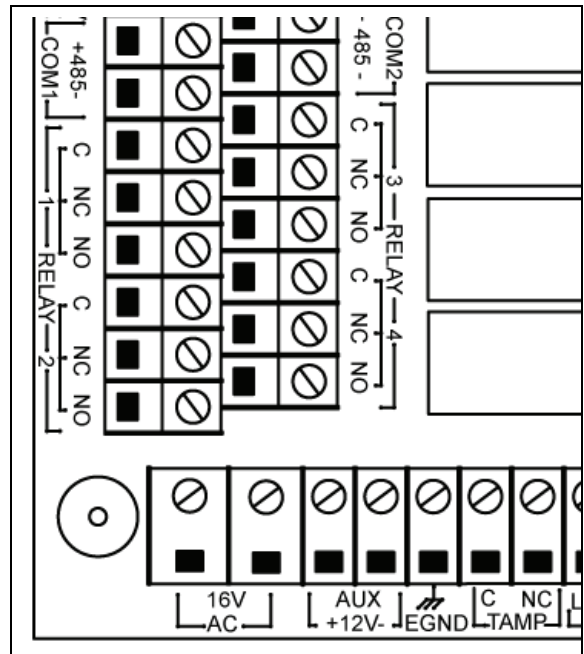 +485-
COM1
C
NC
NO
1
RELAY
C
NC
NO
2
COM2
- 485 -
C
NC
NO
3
RELAY
C
NC
NO
4
16V
AC
AUX
+12V-
EGND
C NC
TAMP